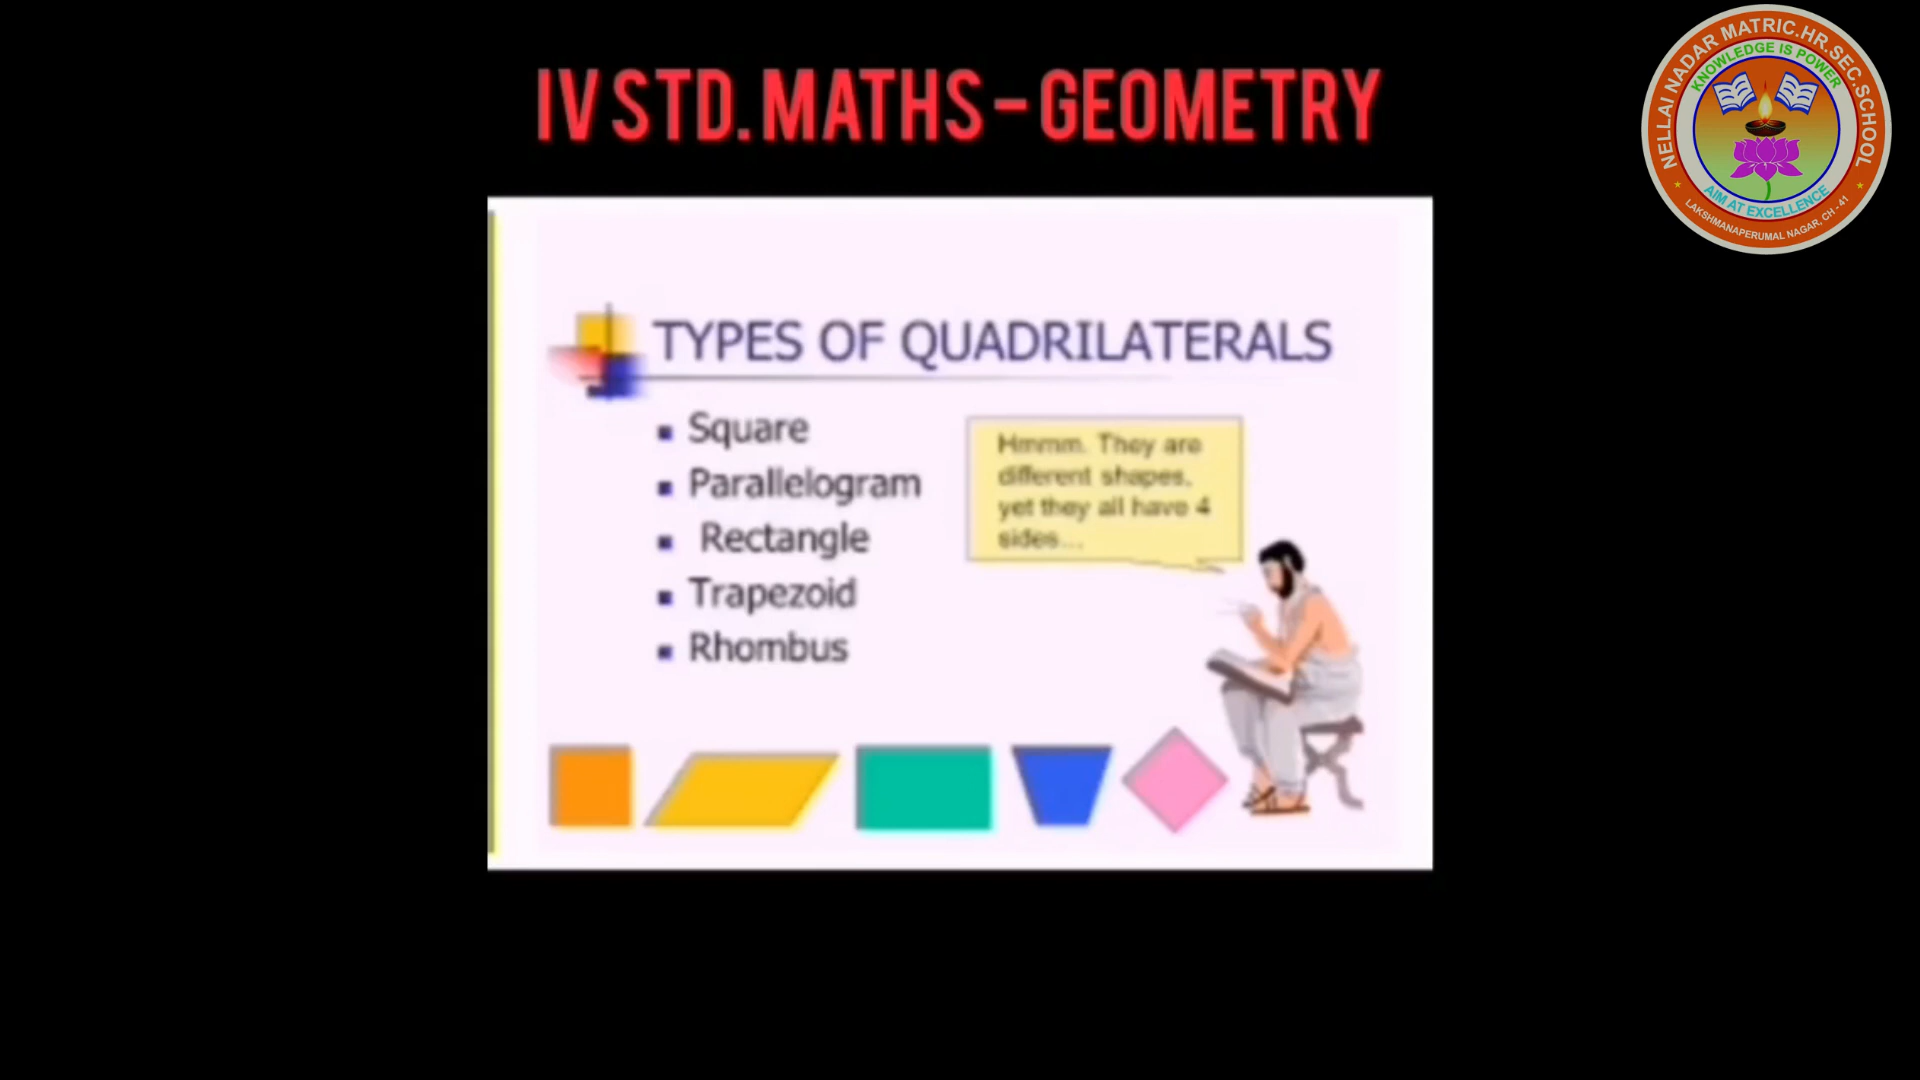 IV STD. MATHS - GEOMETRY
NELLAI NADAR MATRIC.HR.SEC.SCHOOL
KNOWLEDGE IS POWER
AIM AT EXCELLENCE
LAKSHMANAPERUMAL NAGAR, CH - 41
TYPES OF QUADRILATERALS
Square
Parallelogram
Rectangle
Trapezoid
Rhombus
Hmmm. They are
different shapes,
yet they all have 4
sides...